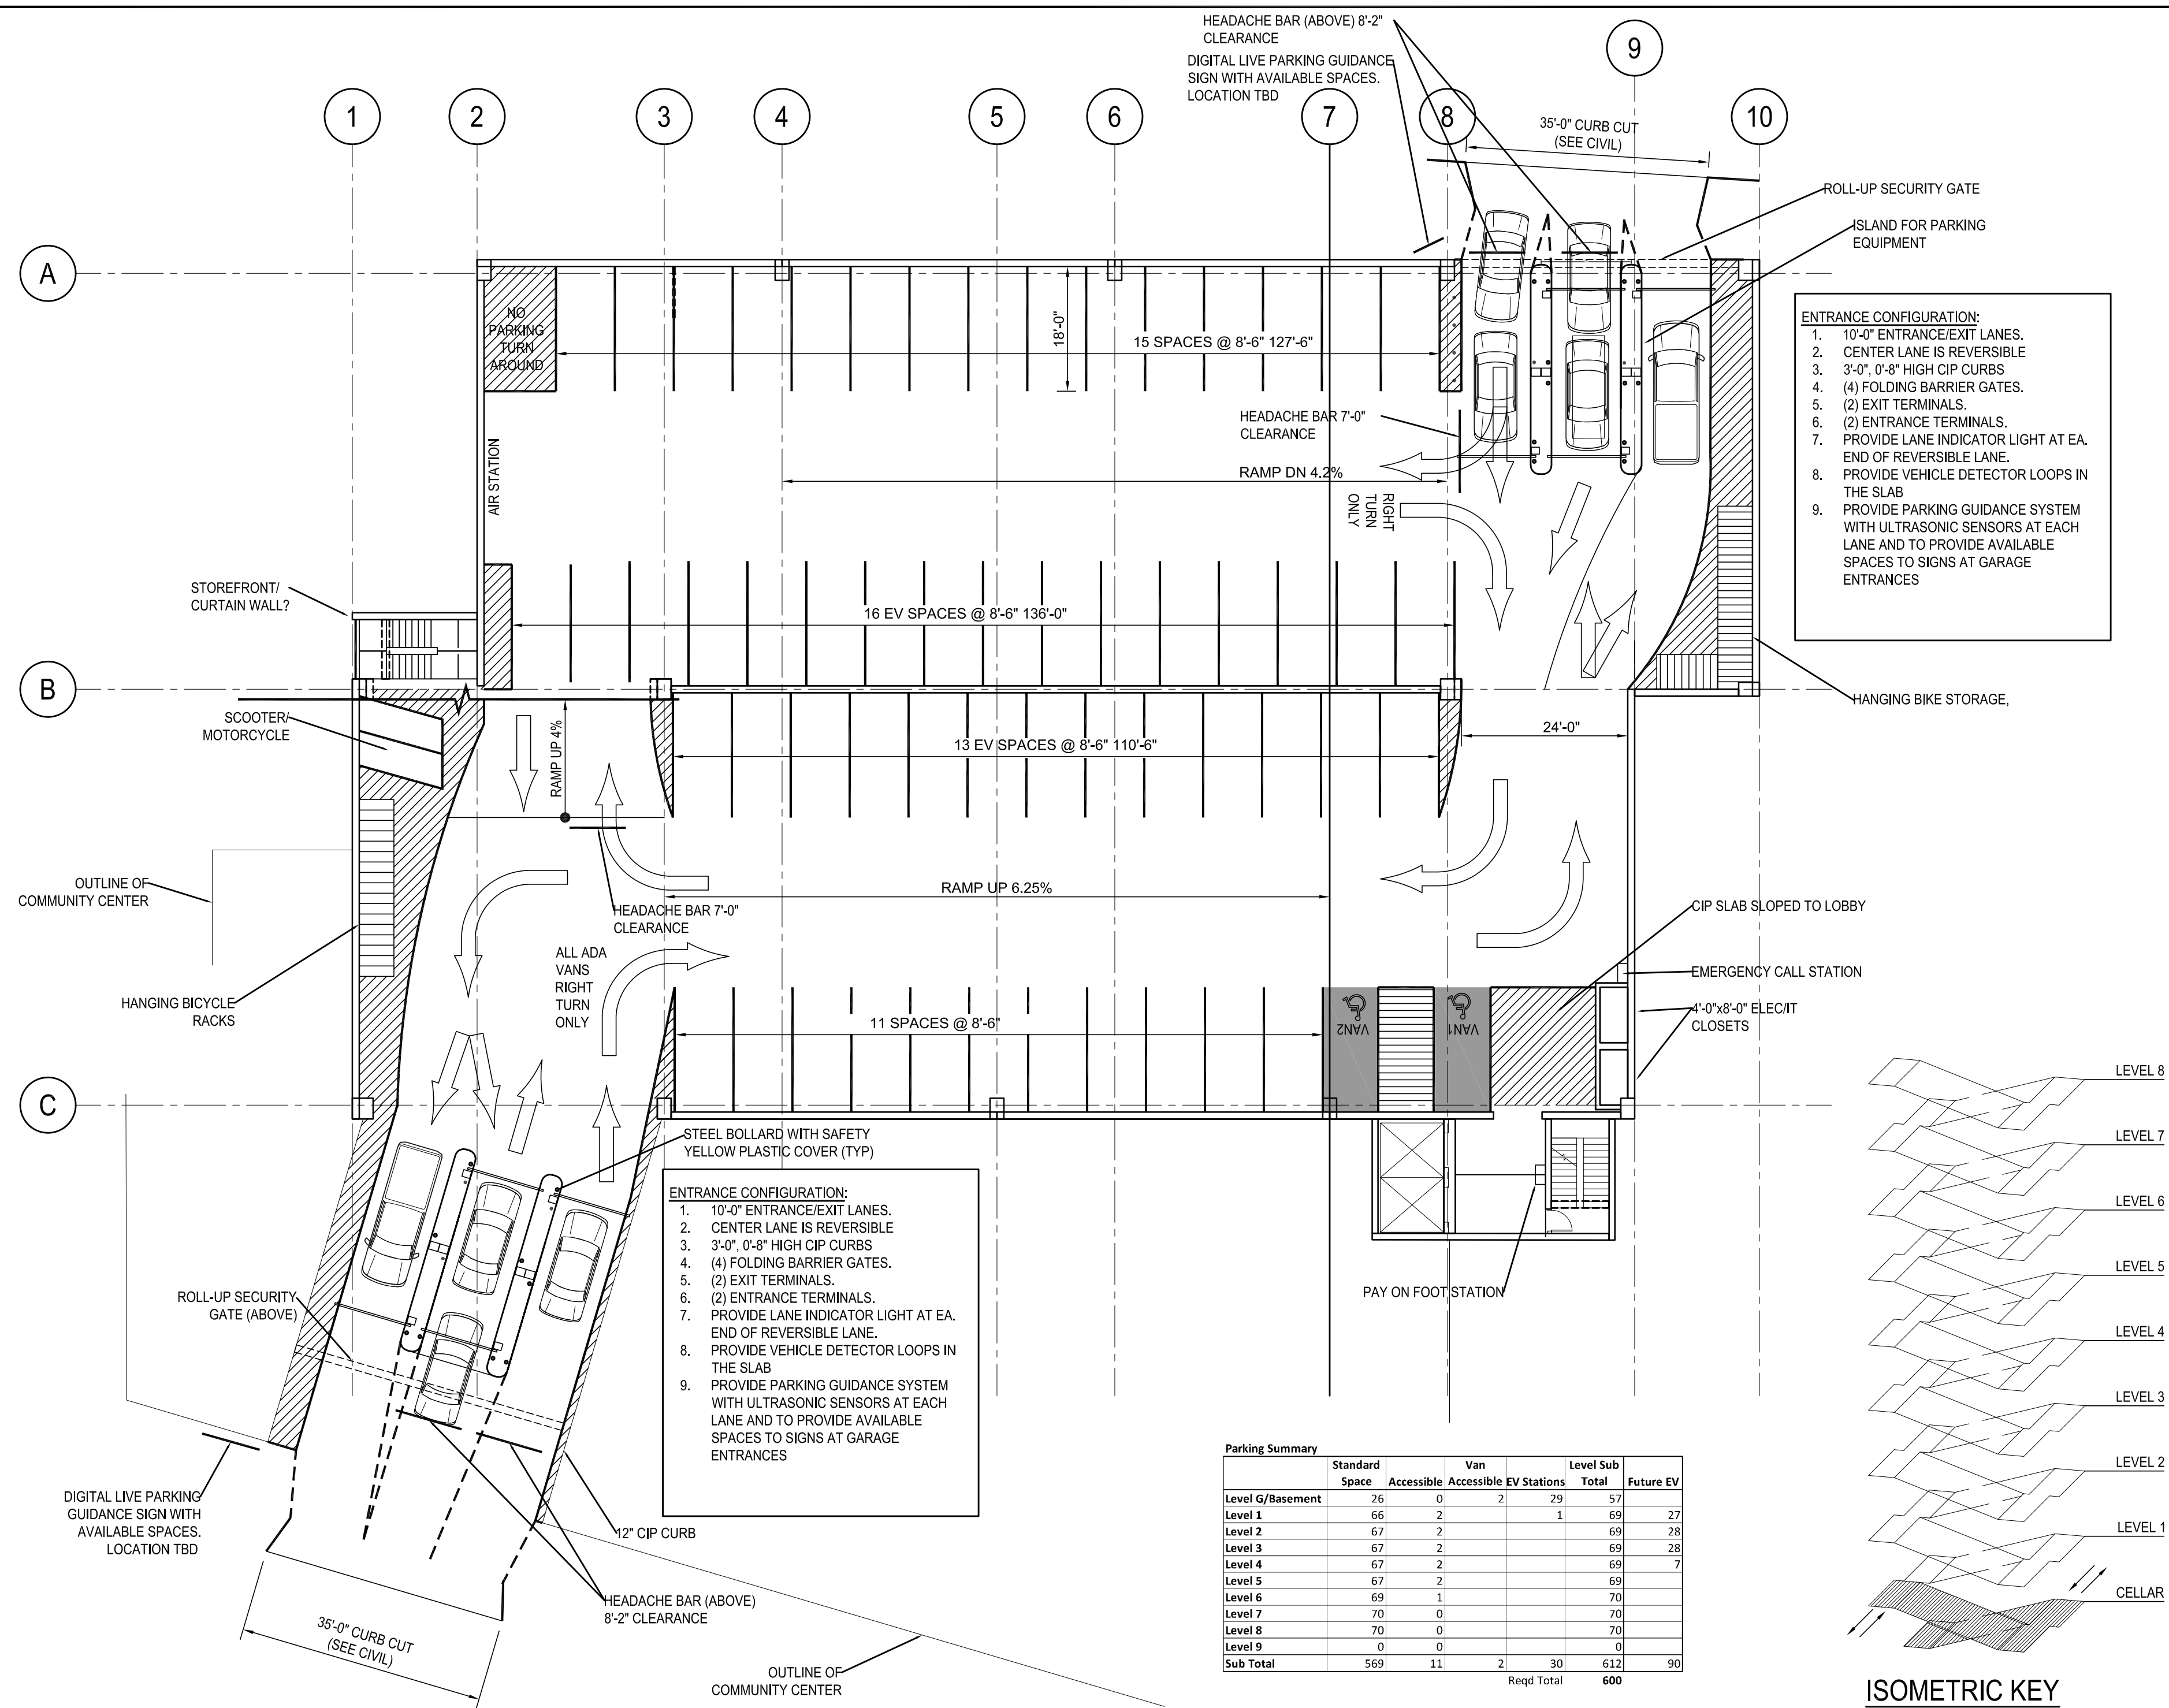 HEADACHE BAR (ABOVE) 8'-2"
CLEARANCE
DIGITAL LIVE PARKING GUIDANCE
SIGN WITH AVAILABLE SPACES.
LOCATION TBD
1
2
3
4
5
6
7
8
9
10
35'-0" CURB CUT
(SEE CIVIL)
ROLL-UP SECURITY GATE
ISLAND FOR PARKING
EQUIPMENT
A
NO
PARKING
TURN
AROUND
18'-0"
15 SPACES @ 8'-6" 127'-6"
ENTRANCE CONFIGURATION:
1. 10'-0" ENTRANCE/EXIT LANES.
2. CENTER LANE IS REVERSIBLE
3. 3'-0", 0'-8" HIGH CIP CURBS
4. (4) FOLDING BARRIER GATES.
5. (2) EXIT TERMINALS.
6. (2) ENTRANCE TERMINALS.
7. PROVIDE LANE INDICATOR LIGHT AT EA.
END OF REVERSIBLE LANE.
8. PROVIDE VEHICLE DETECTOR LOOPS IN
THE SLAB
9. PROVIDE PARKING GUIDANCE SYSTEM
WITH ULTRASONIC SENSORS AT EACH
LANE AND TO PROVIDE AVAILABLE
SPACES TO SIGNS AT GARAGE
ENTRANCES
HEADACHE BAR 7'-0"
CLEARANCE
AIR STATION
RAMP DN 4.2%
RIGHT
TURN
ONLY
STOREFRONT/
CURTAIN WALL?
16 EV SPACES @ 8'-6" 136'-0"
B
HANGING BIKE STORAGE,
SCOOTER/
MOTORCYCLE
RAMP UP 4%
13 EV SPACES @ 8'-6" 110'-6"
24'-0"
OUTLINE OF
COMMUNITY CENTER
RAMP UP 6.25%
HEADACHE BAR 7'-0"
CLEARANCE
CIP SLAB SLOPED TO LOBBY
ALL ADA
VANS
RIGHT
TURN
ONLY
EMERGENCY CALL STATION
HANGING BICYCLE
RACKS
11 SPACES @ 8'-6"
VAN2
VAN1
4'-0"x8'-0" ELEC/IT
CLOSETS
C
STEEL BOLLARD WITH SAFETY
YELLOW PLASTIC COVER (TYP)
ENTRANCE CONFIGURATION:
1. 10'-0" ENTRANCE/EXIT LANES.
2. CENTER LANE IS REVERSIBLE
3. 3'-0", 0'-8" HIGH CIP CURBS
4. (4) FOLDING BARRIER GATES.
5. (2) EXIT TERMINALS.
6. (2) ENTRANCE TERMINALS.
7. PROVIDE LANE INDICATOR LIGHT AT EA.
END OF REVERSIBLE LANE.
8. PROVIDE VEHICLE DETECTOR LOOPS IN
THE SLAB
9. PROVIDE PARKING GUIDANCE SYSTEM
WITH ULTRASONIC SENSORS AT EACH
LANE AND TO PROVIDE AVAILABLE
SPACES TO SIGNS AT GARAGE
ENTRANCES
ROLL-UP SECURITY
GATE (ABOVE)
PAY ON FOOT STATION
DIGITAL LIVE PARKING
GUIDANCE SIGN WITH
AVAILABLE SPACES.
LOCATION TBD
12" CIP CURB
HEADACHE BAR (ABOVE)
8'-2" CLEARANCE
35'-0" CURB CUT
(SEE CIVIL)
OUTLINE OF
COMMUNITY CENTER
Parking Summary
Standard Space Accessible Van Accessible EV Stations Level Sub Total Future EV
Level G/Basement 26 0 2 29 57
Level 1 66 2 1 69 27
Level 2 67 2 69 28
Level 3 67 2 69 28
Level 4 67 2 69 7
Level 5 67 2 69
Level 6 69 1 70
Level 7 70 0 70
Level 8 70 0 70
Level 9 0 0 0
Sub Total 569 11 2 30 612 90
Reqd Total 600
LEVEL 8
LEVEL 7
LEVEL 6
LEVEL 5
LEVEL 4
LEVEL 3
LEVEL 2
LEVEL 1
CELLAR
ISOMETRIC KEY